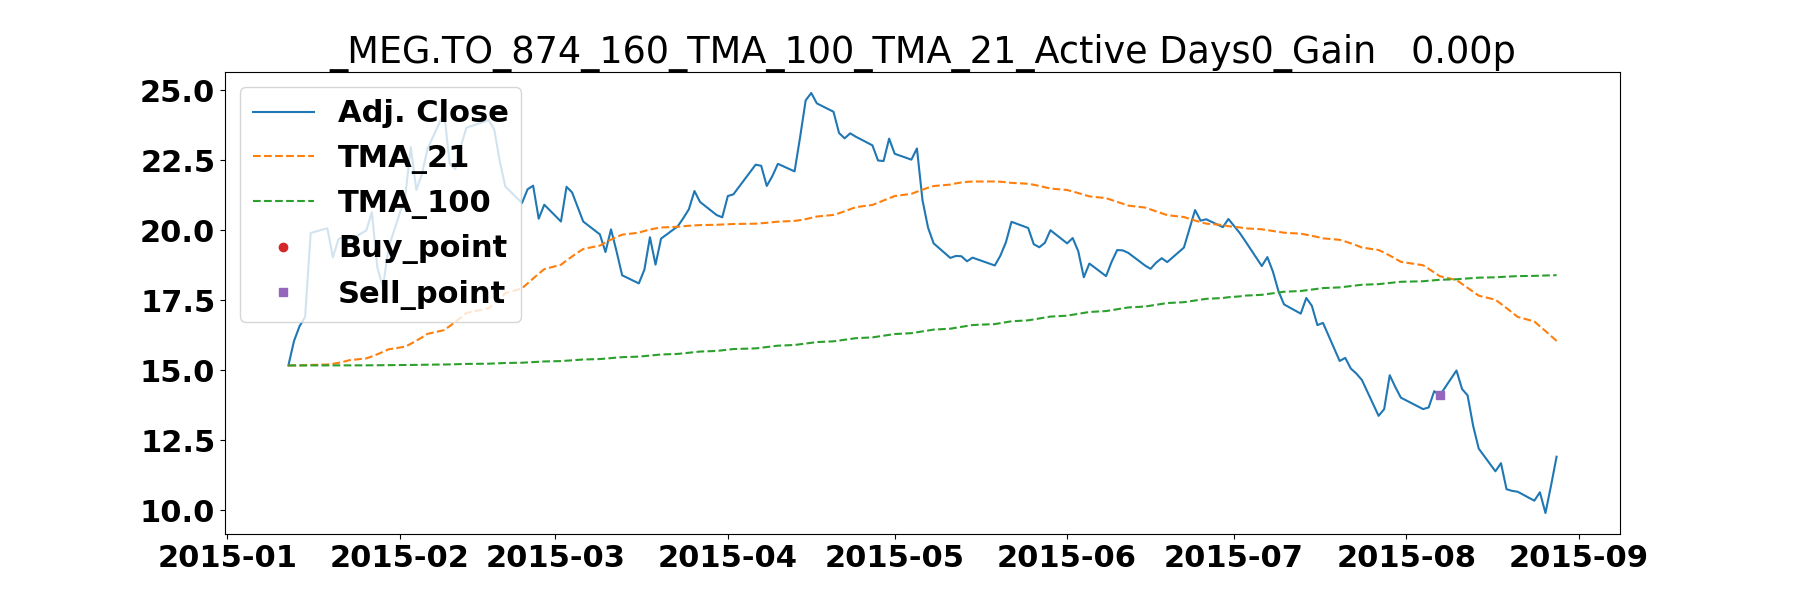 _MEG.TO_874_160_TMA_100_TMA_21_Active Days0_Gain   0.00p
25.0
22.5
20.0
17.5
15.0
12.5
10.0
Adj. Close
TMA_21
TMA_100
Buy_point
Sell_point
2015-01 2015-02 2015-03 2015-04 2015-05 2015-06 2015-07 2015-08 2015-09